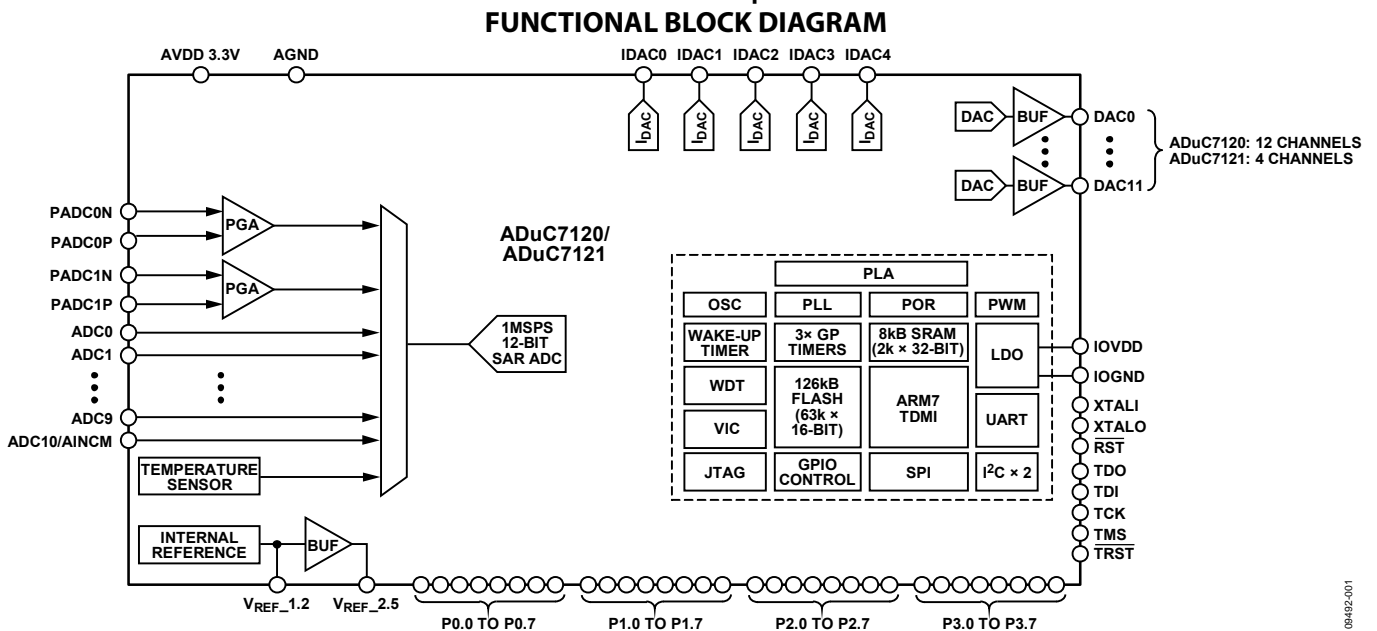 FUNCTIONAL BLOCK DIAGRAM
AVDD 3.3V
AGND
IDAC0
IDAC1
IDAC2
IDAC3
IDAC4
IDAC
IDAC
IDAC
IDAC
IDAC
DAC
BUF
DAC0
DAC
BUF
DAC11
ADuC7120: 12 CHANNELS
ADuC7121: 4 CHANNELS
PADC0N
PADC0P
PGA
PADC1N
PADC1P
PGA
ADC0
ADC1
ADC9
ADC10/AINCM
TEMPERATURE
SENSOR
INTERNAL
REFERENCE
BUF
VREF_1.2
VREF_2.5
1MSPS
12-BIT
SAR ADC
ADuC7120/
ADuC7121
PLA
OSC
PLL
POR
PWM
WAKE-UP
TIMER
3× GP
TIMERS
8kB SRAM
(2k × 32-BIT)
LDO
WDT
126kB
FLASH
(63k ×
16-BIT)
ARM7
TDMI
VIC
UART
JTAG
GPIO
CONTROL
SPI
I2C × 2
IOVDD
IOGND
XTALI
XTALO
RST
TDO
TDI
TCK
TMS
TRST
P0.0 TO P0.7
P1.0 TO P1.7
P2.0 TO P2.7
P3.0 TO P3.7
09492-001